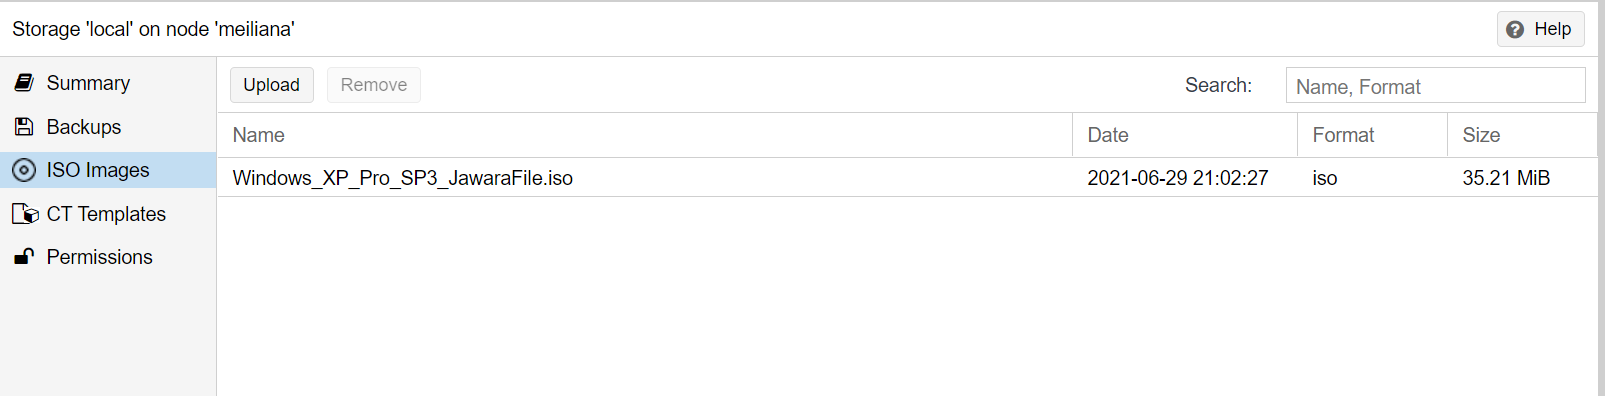 Storage 'local' on node 'meiliana'
Help
Summary
Backups
ISO Images
CT Templates
Permissions
Upload Remove Search: Name, Format
Name Date Format Size
Windows_XP_Pro_SP3_JawaraFile.iso 2021-06-29 21:02:27 iso 35.21 MiB